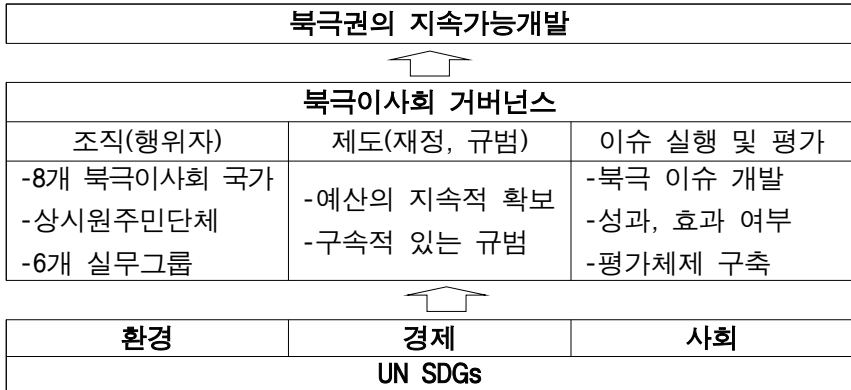 북극권의 지속가능개발
북극이사회 거버넌스
조직(행위자) 제도(재정, 규범) 이슈 실행 및 평가
-8개 북극이사회 국가
-상시원주민단체
-6개 실무그룹
-예산의 지속적 확보
-구속적 있는 규범
-북극 이슈 개발
-성과, 효과 여부
-평가체제 구축
환경 경제 사회
UN SDGs